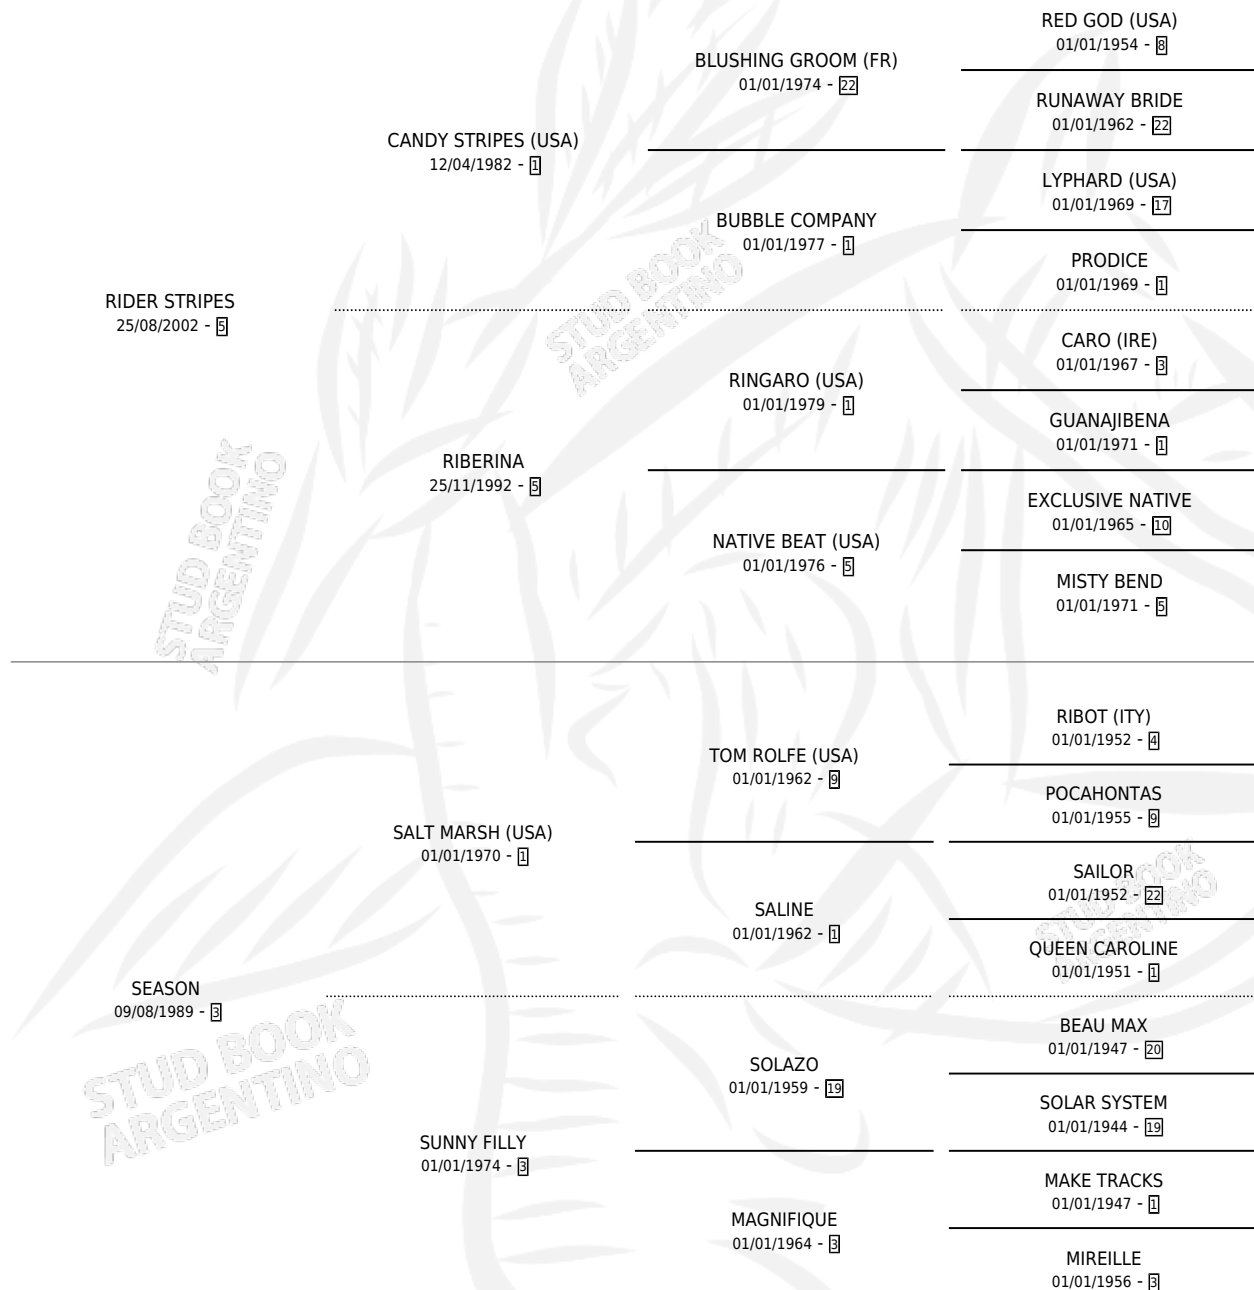 RED GOD (USA)
01/01/1954 - 8
BLUSHING GROOM (FR)
01/01/1974 - 22
RUNAWAY BRIDE
01/01/1962 - 22
CANDY STRIPES (USA)
12/04/1982 - 1
LYPHARD (USA)
01/01/1969 - 17
BUBBLE COMPANY
01/01/1977 - 1
PRODICE
01/01/1969 - 1
RIDER STRIPES
25/08/2002 - 5
CARO (IRE)
01/01/1967 - 3
RINGARO (USA)
01/01/1979 - 1
GUANAJIBENA
01/01/1971 - 1
RIBERINA
25/11/1992 - 5
EXCLUSIVE NATIVE
01/01/1965 - 10
NATIVE BEAT (USA)
01/01/1976 - 5
MISTY BEND
01/01/1971 - 5
RIBOT (ITY)
01/01/1952 - 4
TOM ROLFE (USA)
01/01/1962 - 9
POCAHONTAS
01/01/1955 - 9
SALT MARSH (USA)
01/01/1970 - 1
SAILOR
01/01/1952 - 22
SALINE
01/01/1962 - 1
QUEEN CAROLINE
01/01/1951 - 1
SEASON
09/08/1989 - 3
BEAU MAX
01/01/1947 - 20
SOLAZO
01/01/1959 - 19
SOLAR SYSTEM
01/01/1944 - 19
SUNNY FILLY
01/01/1974 - 3
MAKE TRACKS
01/01/1947 - 1
MAGNIFIQUE
01/01/1964 - 3
MIREILLE
01/01/1956 - 3
STUD BOOK
ARGENTINO
STUD BOOK
ARGENTINO
STUD BOOK
ARGENTINO
STUD BOOK
ARGENTINO